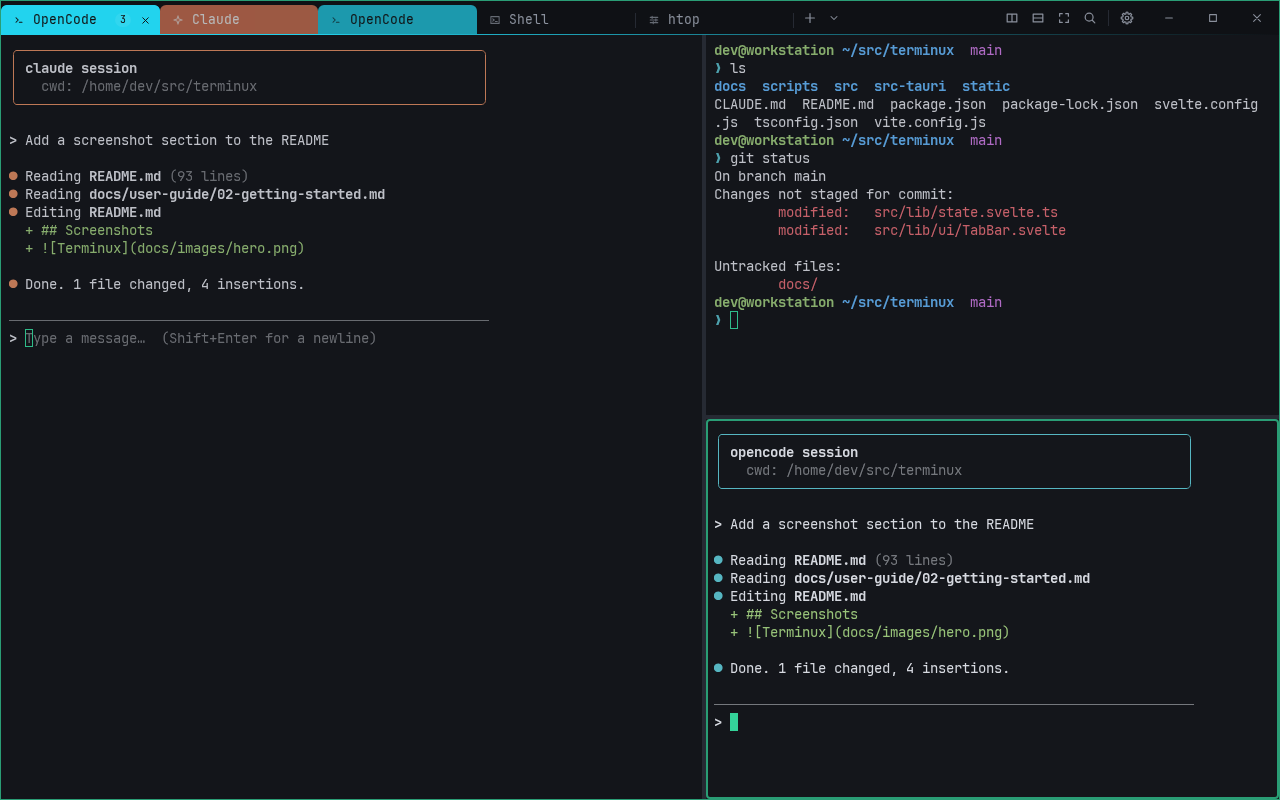 OpenCode 3
Claude
OpenCode
Shell
htop
claude session
cwd: /home/dev/src/terminux
> Add a screenshot section to the README
● Reading README.md (93 lines)
● Reading docs/user-guide/02-getting-started.md
● Editing README.md
+ ## Screenshots
+ ![Terminux](docs/images/hero.png)
● Done. 1 file changed, 4 insertions.
> Type a message… (Shift+Enter for a newline)
dev@workstation ~/src/terminux main
❯ ls
docs scripts src src-tauri static
CLAUDE.md README.md package.json package-lock.json svelte.config
.js tsconfig.json vite.config.js
dev@workstation ~/src/terminux main
❯ git status
On branch main
Changes not staged for commit:
modified: src/lib/state.svelte.ts
modified: src/lib/ui/TabBar.svelte
Untracked files:
docs/
dev@workstation ~/src/terminux main
❯
opencode session
cwd: /home/dev/src/terminux
> Add a screenshot section to the README
● Reading README.md (93 lines)
● Reading docs/user-guide/02-getting-started.md
● Editing README.md
+ ## Screenshots
+ ![Terminux](docs/images/hero.png)
● Done. 1 file changed, 4 insertions.
>